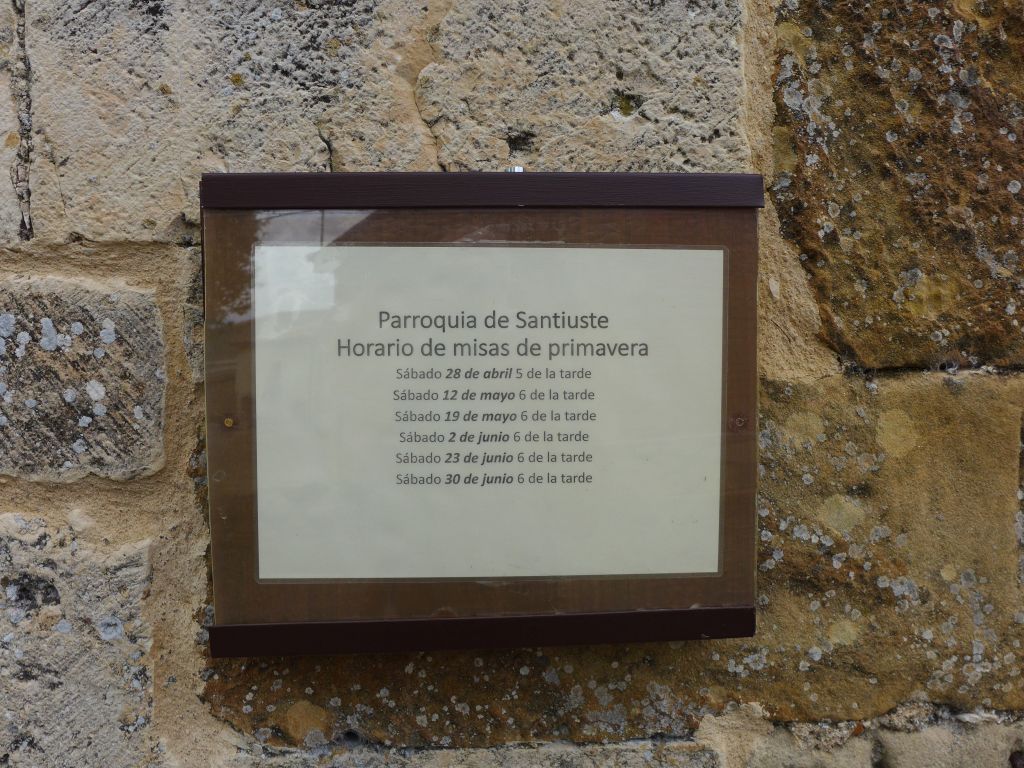 Parroquia de Santiuste
Horario de misas de primavera
Sábado 28 de abril 5 de la tarde
Sábado 12 de mayo 6 de la tarde
Sábado 19 de mayo 6 de la tarde
Sábado 2 de junio 6 de la tarde
Sábado 23 de junio 6 de la tarde
Sábado 30 de junio 6 de la tarde